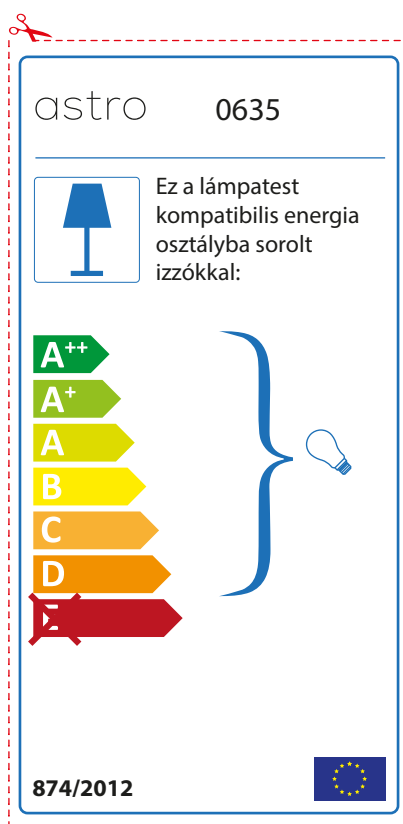 astro 0635
Ez a lámpatest
kompatibilis energia
osztályba sorolt
izzókkal:
A++
A+
A
B
C
D
E
874/2012